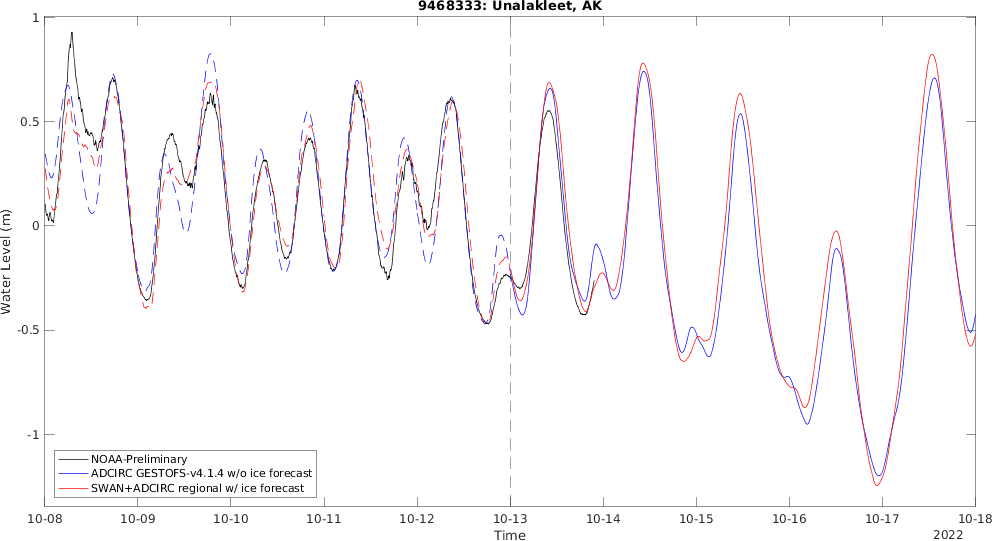 9468333: Unalakleet, AK
1
0.5
0
-0.5
-1
Water Level (m)
NOAA-Preliminary
ADCIRC GESTOFS-v4.1.4 w/o ice forecast
SWAN+ADCIRC regional w/ ice forecast
10-08 10-09 10-10 10-11 10-12 10-13 10-14 10-15 10-16 10-17 10-18
Time
2022